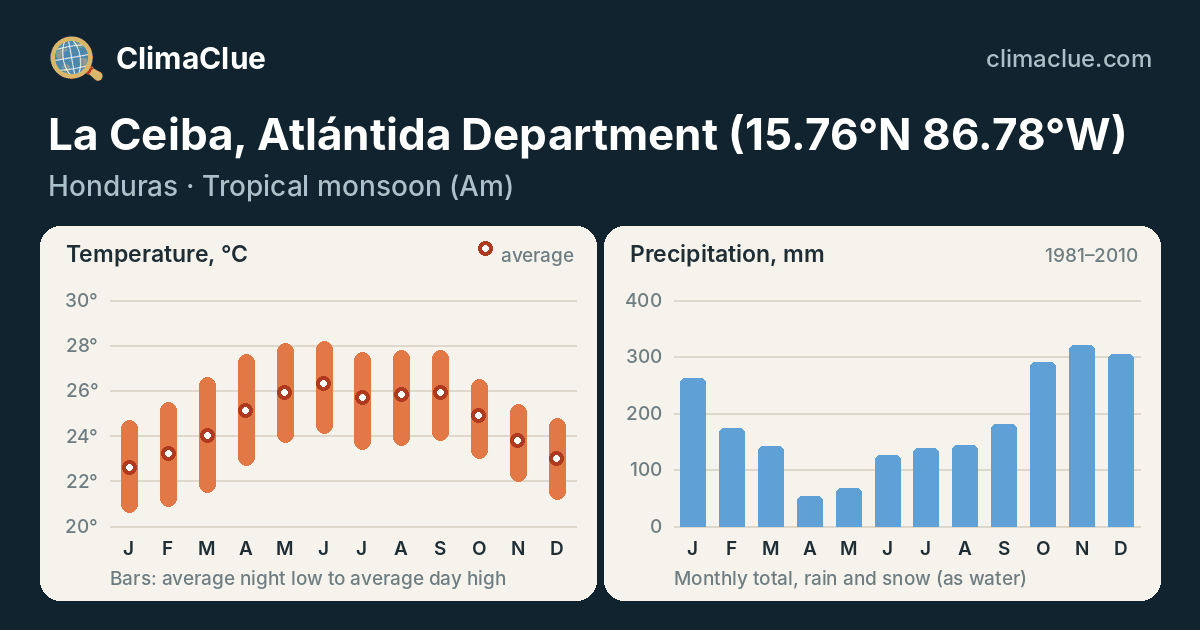 ClimaClue
climaclue.com
La Ceiba, Atlántida Department (15.76°N 86.78°W)
Honduras · Tropical monsoon (Am)
Temperature, °C
average
30°
28°
26°
24°
22°
20°
J F M A M J J A S O N D
Bars: average night low to average day high
Precipitation, mm
1981–2010
400
300
200
100
0
J F M A M J J A S O N D
Monthly total, rain and snow (as water)